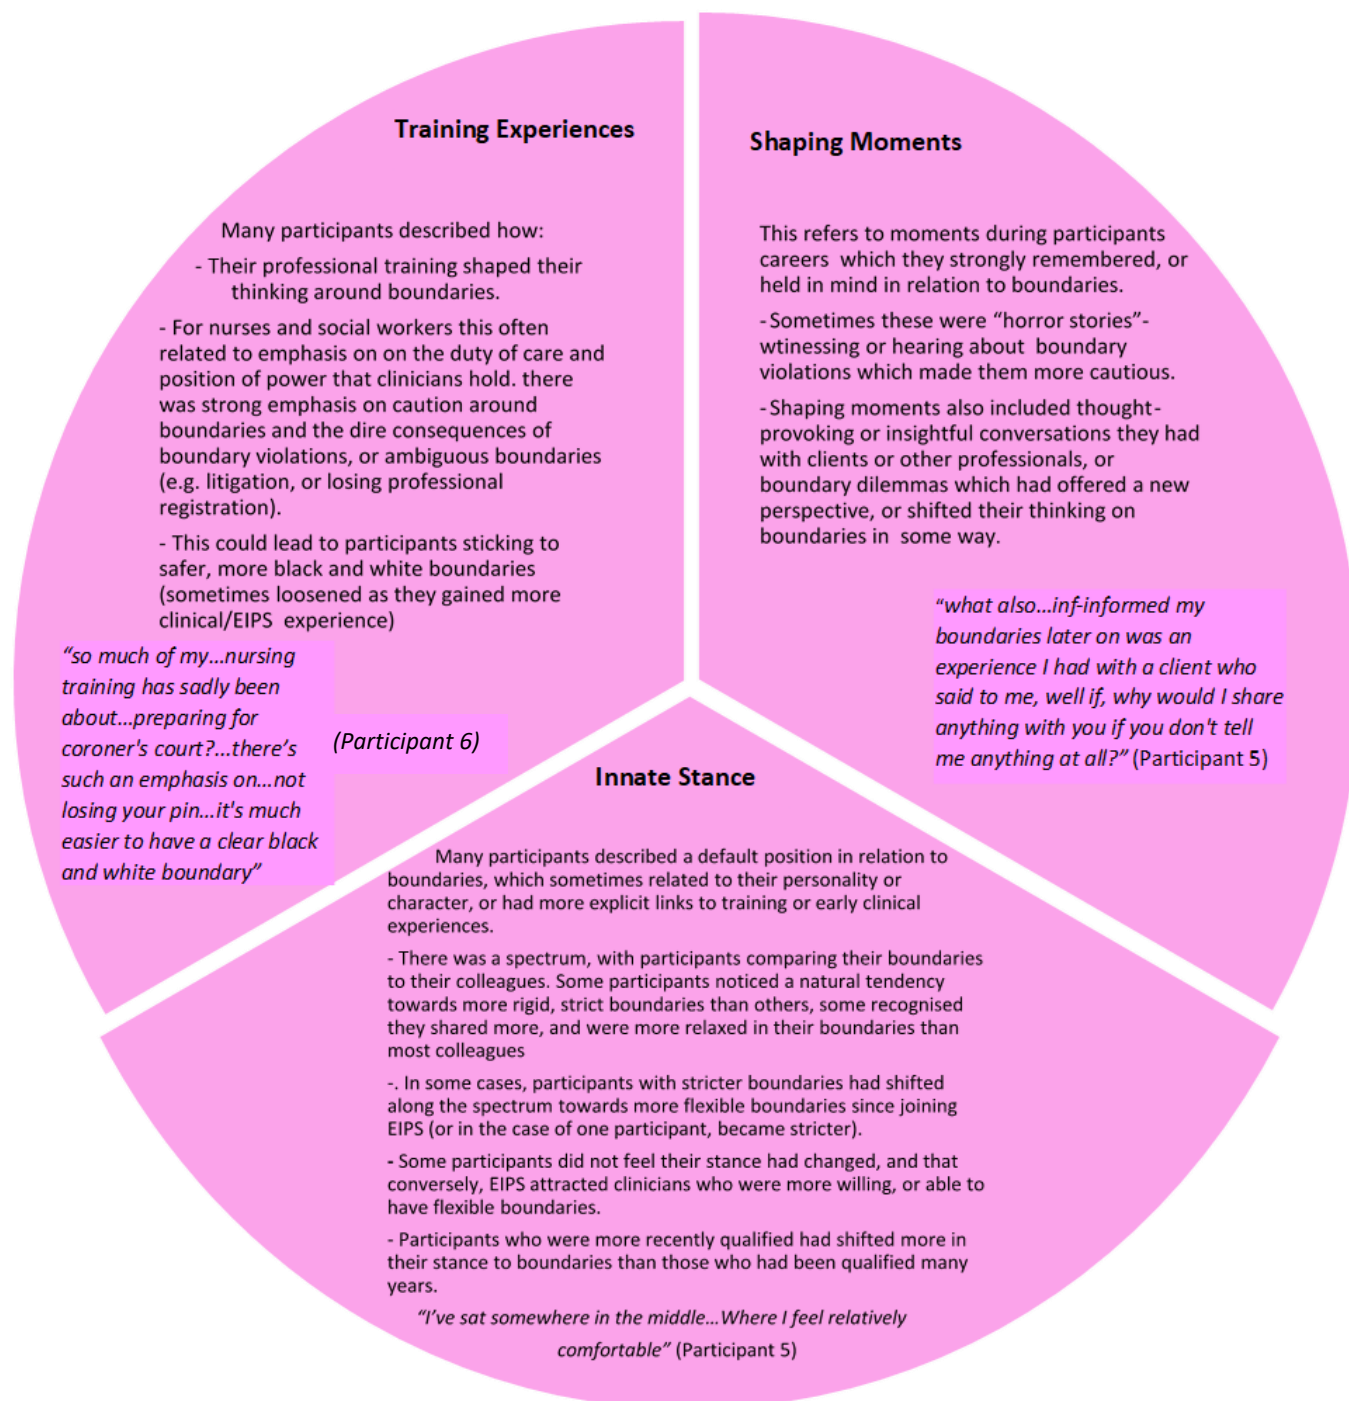 Training Experiences
Many participants described how:
- Their professional training shaped their
thinking around boundaries.
- For nurses and social workers this often
related to emphasis on on the duty of care and
position of power that clinicians hold. there
was strong emphasis on caution around
boundaries and the dire consequences of
boundary violations, or ambiguous boundaries
(e.g. litigation, or losing professional
registration).
- This could lead to participants sticking to
safer, more black and white boundaries
(sometimes loosened as they gained more
clinical/EIPS experience)
“so much of my...nursing
training has sadly been
about...preparing for
coroner's court?...there’s
such an emphasis on...not
losing your pin...it's much
easier to have a clear black
and white boundary”
(Participant 6)
Shaping Moments
This refers to moments during participants
careers which they strongly remembered, or
held in mind in relation to boundaries.
- Sometimes these were “horror stories”-
wtinessing or hearing about boundary
violations which made them more cautious.
- Shaping moments also included thought-
provoking or insightful conversations they had
with clients or other professionals, or
boundary dilemmas which had offered a new
perspective, or shifted their thinking on
boundaries in some way.
“what also...inf-informed my
boundaries later on was an
experience I had with a client who
said to me, well if, why would I share
anything with you if you don't tell
me anything at all?” (Participant 5)
Innate Stance
Many participants described a default position in relation to
boundaries, which sometimes related to their personality or
character, or had more explicit links to training or early clinical
experiences.
- There was a spectrum, with participants comparing their boundaries
to their colleagues. Some participants noticed a natural tendency
towards more rigid, strict boundaries than others, some recognised
they shared more, and were more relaxed in their boundaries than
most colleagues
-. In some cases, participants with stricter boundaries had shifted
along the spectrum towards more flexible boundaries since joining
EIPS (or in the case of one participant, became stricter).
- Some participants did not feel their stance had changed, and that
conversely, EIPS attracted clinicians who were more willing, or able to
have flexible boundaries.
- Participants who were more recently qualified had shifted more in
their stance to boundaries than those who had been qualified many
years.
“I’ve sat somewhere in the middle...Where I feel relatively
comfortable” (Participant 5)